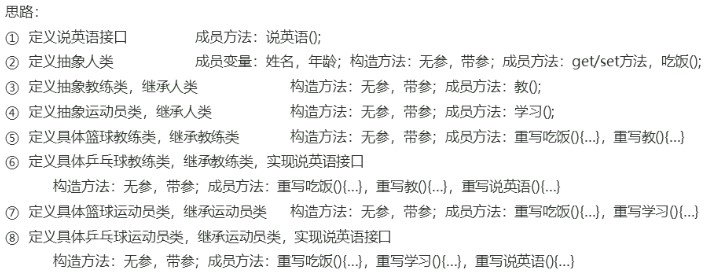 思路：
① 定义说英语接口 成员方法：说英语();
② 定义抽象人类 成员变量：姓名，年龄；构造方法：无参，带参；成员方法：get/set方法，吃饭();
③ 定义抽象教练类，继承人类 构造方法：无参，带参；成员方法：教();
④ 定义抽象运动员类，继承人类 构造方法：无参，带参；成员方法：学习();
⑤ 定义具体篮球教练类，继承教练类 构造方法：无参，带参；成员方法：重写吃饭(){...}，重写教(){...}
⑥ 定义具体乒乓球教练类，继承教练类，实现说英语接口
构造方法：无参，带参；成员方法：重写吃饭(){...}，重写教(){...}，重写说英语(){...}
⑦ 定义具体篮球运动员类，继承运动员类 构造方法：无参，带参；成员方法：重写吃饭(){...}，重写学习(){...}
⑧ 定义具体乒乓球运动员类，继承运动员类，实现说英语接口
构造方法：无参，带参；成员方法：重写吃饭(){...}，重写学习(){...}，重写说英语(){...}